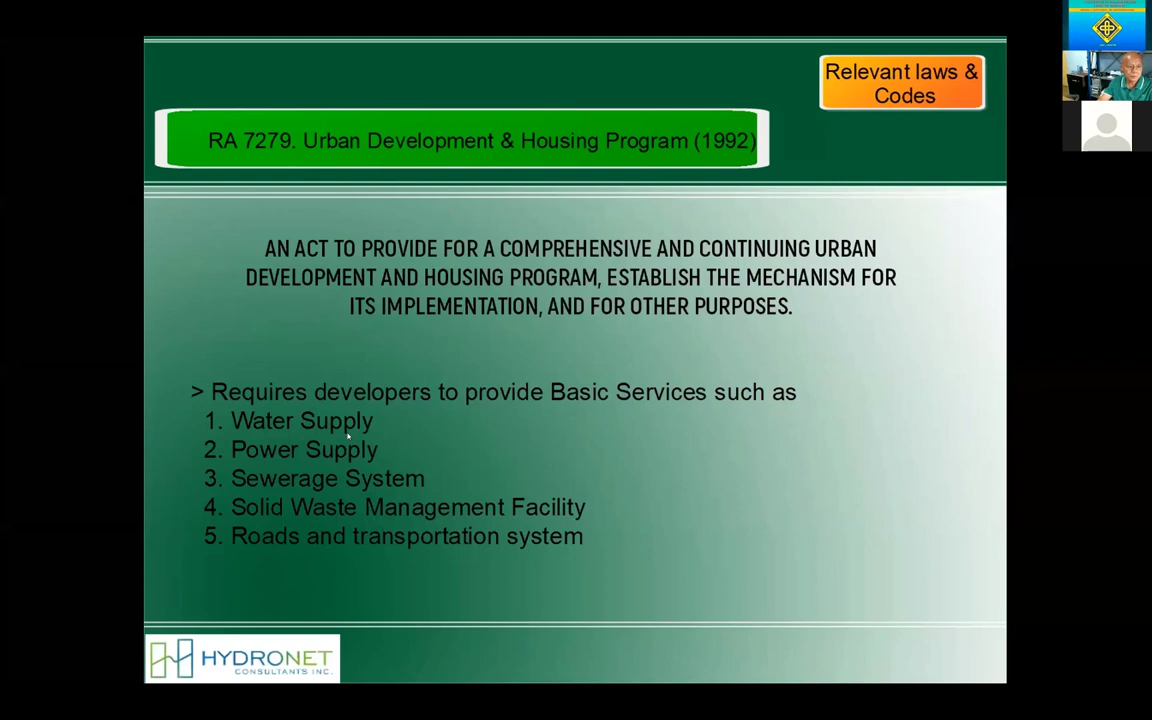 Relevant laws &
Codes
RA 7279. Urban Development & Housing Program (1992)
AN ACT TO PROVIDE FOR A COMPREHENSIVE AND CONTINUING URBAN
DEVELOPMENT AND HOUSING PROGRAM, ESTABLISH THE MECHANISM FOR
ITS IMPLEMENTATION, AND FOR OTHER PURPOSES.
> Requires developers to provide Basic Services such as
1. Water Supply
2. Power Supply
3. Sewerage System
4. Solid Waste Management Facility
5. Roads and transportation system
HYDRONET
CONSULTANTS INC.